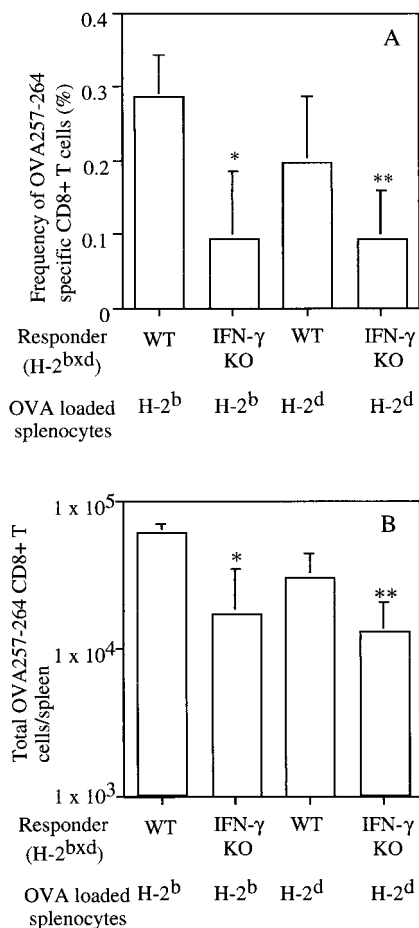 A
Frequency of OVA257-264
specific CD8+ T cells (%)
0.4
0.3
0.2
0.1
0
*
**
Responder
(H-2bxd)
WT
IFN-γ
KO
WT
IFN-γ
KO
OVA loaded
splenocytes
H-2b
H-2b
H-2d
H-2d
B
Total OVA257-264 CD8+ T
cells/spleen
1 x 10⁵
1 x 10⁴
1 x 10³
*
**
Responder
(H-2bxd)
WT
IFN-γ
KO
WT
IFN-γ
KO
OVA loaded
splenocytes
H-2b
H-2b
H-2d
H-2d